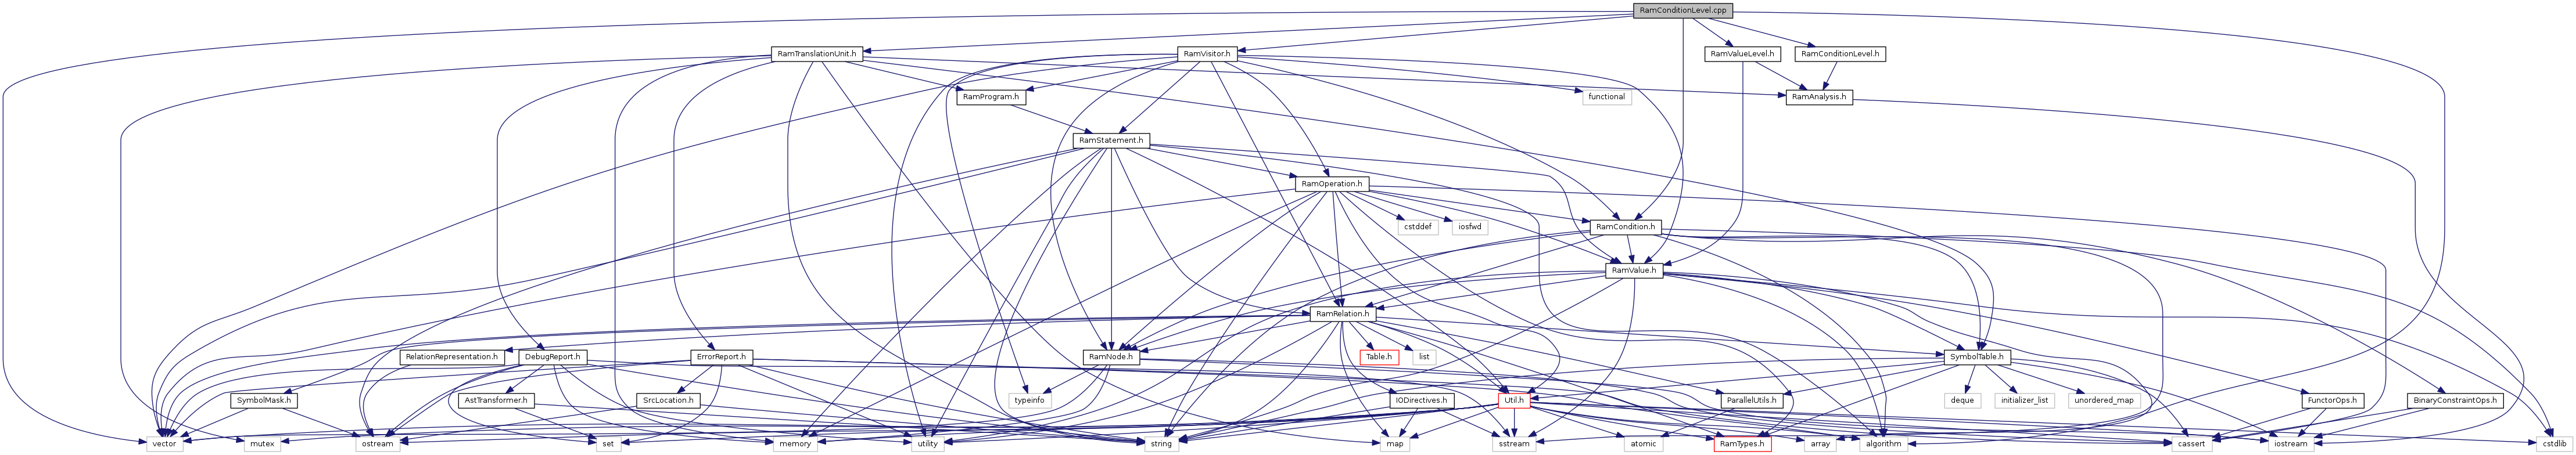 RamConditionLevel.cpp
RamTranslationUnit.h
RamVisitor.h
RamValueLevel.h
RamConditionLevel.h
RamProgram.h
functional
RamAnalysis.h
RamStatement.h
RamOperation.h
cstddef
iosfwd
RamCondition.h
RamValue.h
RamRelation.h
RelationRepresentation.h
DebugReport.h
ErrorReport.h
RamNode.h
Table.h
list
SymbolTable.h
SymbolMask.h
AstTransformer.h
SrcLocation.h
typeinfo
IODirectives.h
Util.h
ParallelUtils.h
deque
initializer_list
unordered_map
FunctorOps.h
BinaryConstraintOps.h
vector
mutex
ostream
set
memory
utility
string
map
sstream
atomic
RamTypes.h
array
algorithm
cassert
iostream
cstdlib